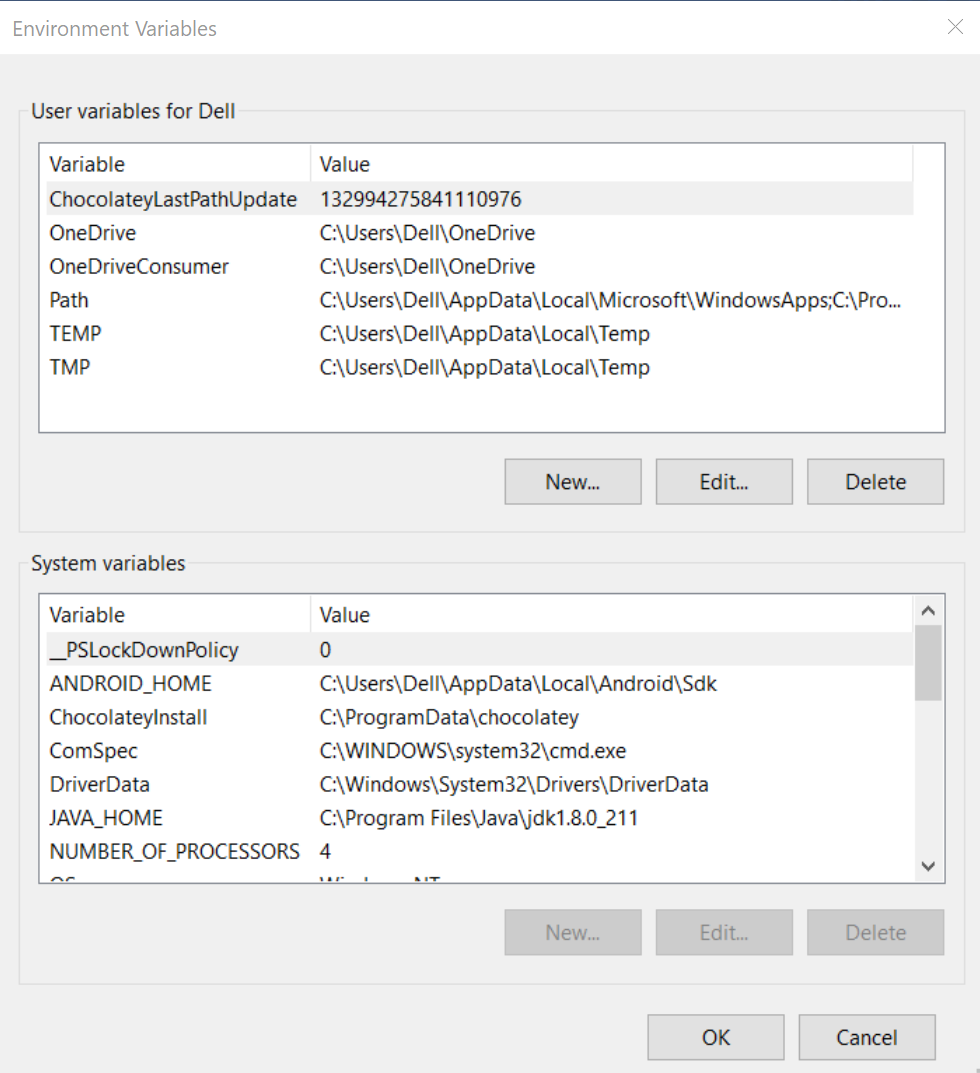 Environment Variables
User variables for Dell
Variable Value
ChocolateyLastPathUpdate 132994275841110976
OneDrive C:\Users\Dell\OneDrive
OneDriveConsumer C:\Users\Dell\OneDrive
Path C:\Users\Dell\AppData\Local\Microsoft\WindowsApps;C:\Pro...
TEMP C:\Users\Dell\AppData\Local\Temp
TMP C:\Users\Dell\AppData\Local\Temp
New... Edit... Delete
System variables
Variable Value
__PSLockDownPolicy 0
ANDROID_HOME C:\Users\Dell\AppData\Local\Android\Sdk
ChocolateyInstall C:\ProgramData\chocolatey
ComSpec C:\WINDOWS\system32\cmd.exe
DriverData C:\Windows\System32\Drivers\DriverData
JAVA_HOME C:\Program Files\Java\jdk1.8.0_211
NUMBER_OF_PROCESSORS 4
New... Edit... Delete
OK Cancel